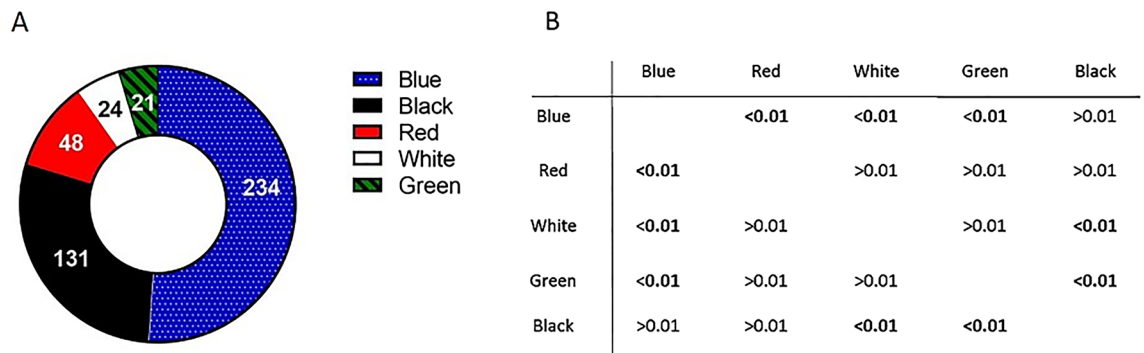 A
234
131
48
24
21
Blue
Black
Red
White
Green
B
Blue Red White Green Black
Blue <0.01 <0.01 <0.01 >0.01
Red <0.01 >0.01 >0.01 >0.01
White <0.01 >0.01 >0.01 <0.01
Green <0.01 >0.01 >0.01 <0.01
Black >0.01 >0.01 <0.01 <0.01